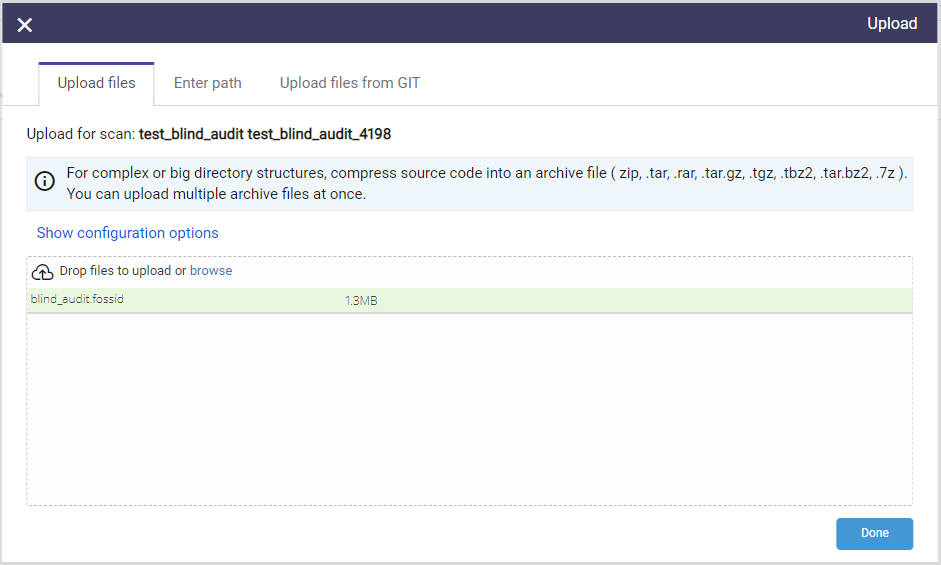 Upload
Upload files Enter path Upload files from GIT
Upload for scan: test_blind_audit test_blind_audit_4198
For complex or big directory structures, compress source code into an archive file ( zip, .tar, .rar, .tar.gz, .tgz, .tbz2, .tar.bz2, .7z ).
You can upload multiple archive files at once.
Show configuration options
Drop files to upload or browse
blind_audit.fossid 1.3MB
Done